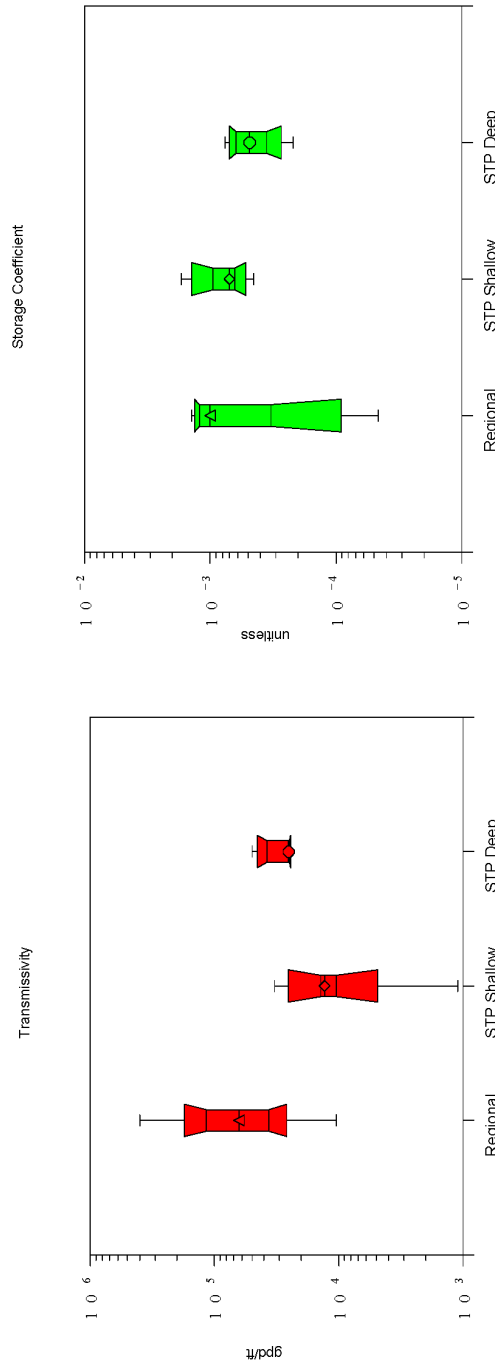 Transmissivity
gpd/ft
10^6
10^5
10^4
10^3
Regional
STP Shallow
STP Deep
Storage Coefficient
unitless
10^-2
10^-3
10^-4
10^-5
Regional
STP Shallow
STP Deep